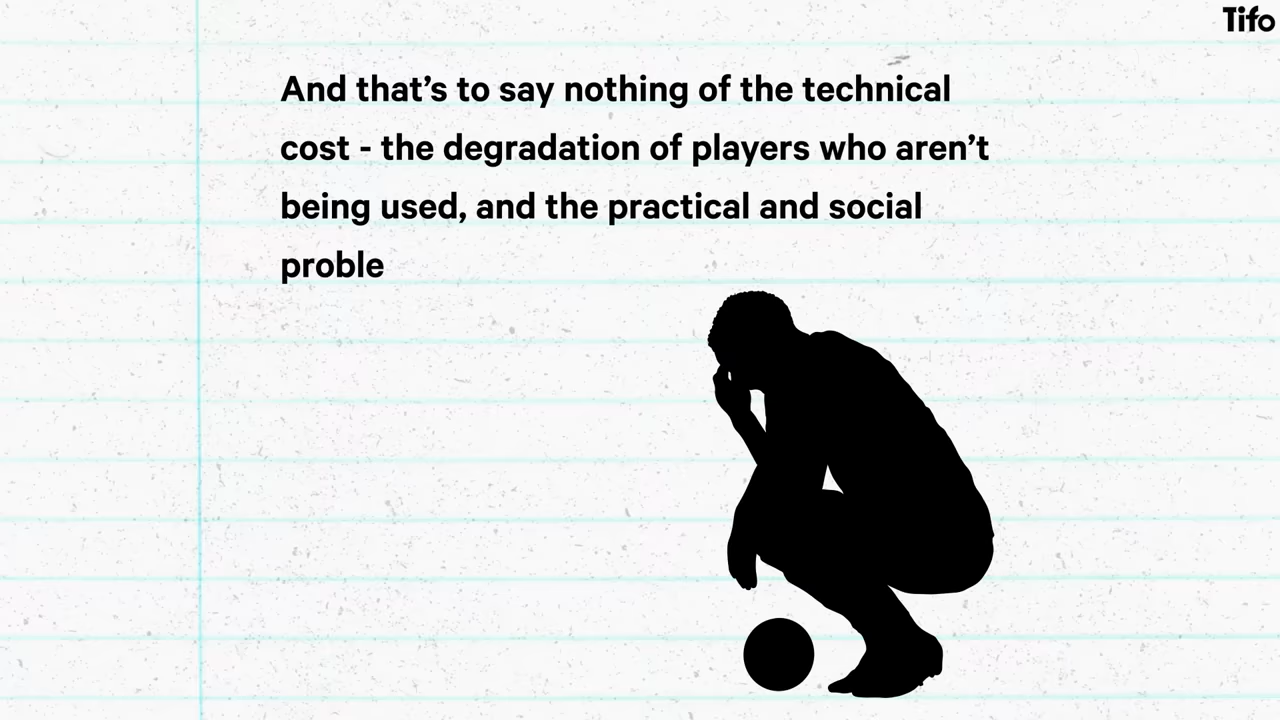 Tifo
And that’s to say nothing of the technical
cost - the degradation of players who aren’t
being used, and the practical and social
proble